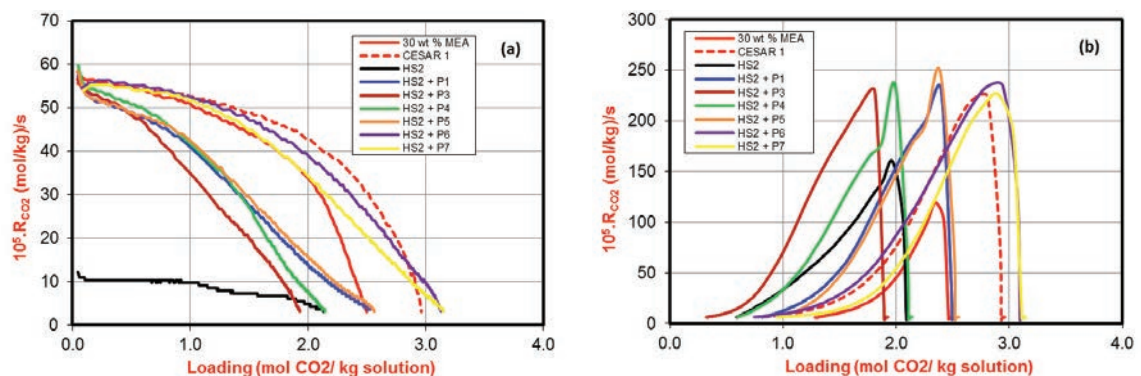 (a)
10⁵.R_CO2 (mol/kg)/s
70
60
50
40
30
20
10
0
0.0 1.0 2.0 3.0 4.0
Loading (mol CO2/ kg solution)
30 wt % MEA
CESAR 1
HS2
HS2 + P1
HS2 + P3
HS2 + P4
HS2 + P5
HS2 + P6
HS2 + P7
(b)
10⁵.R_CO2 (mol/kg)/s
300
250
200
150
100
50
0
0.0 1.0 2.0 3.0 4.0
Loading (mol CO2/ kg solution)
30 wt % MEA
CESAR 1
HS2
HS2 + P1
HS2 + P3
HS2 + P4
HS2 + P5
HS2 + P6
HS2 + P7